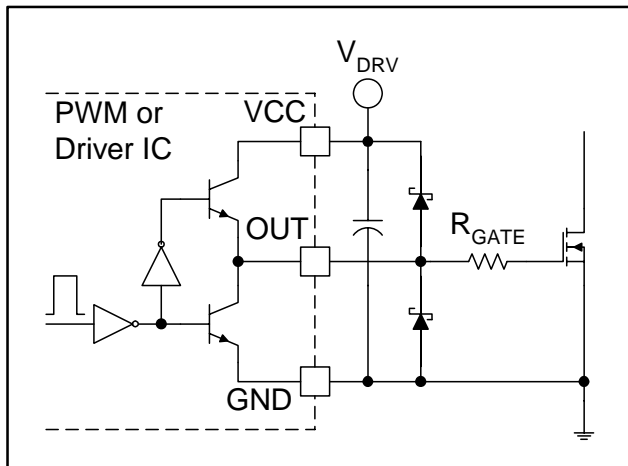 V_DRV
PWM or
Driver IC
VCC
OUT
R_GATE
GND